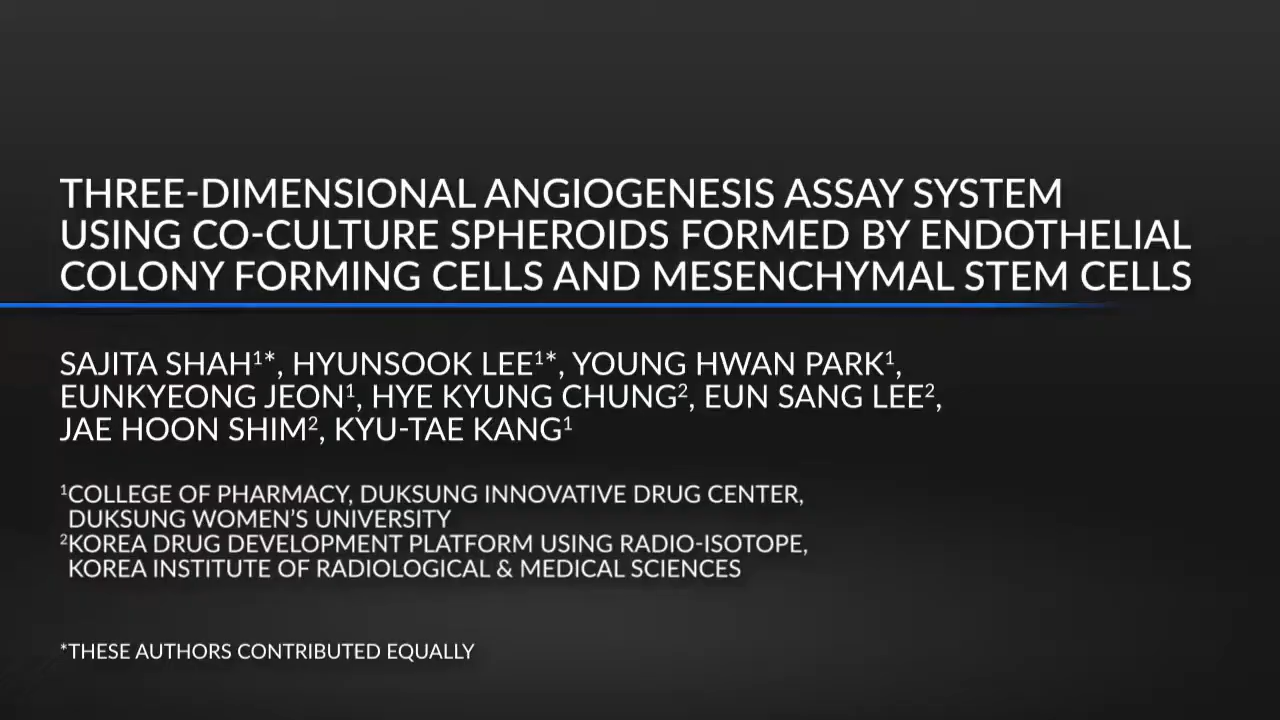 THREE-DIMENSIONAL ANGIOGENESIS ASSAY SYSTEM
USING CO-CULTURE SPHEROIDS FORMED BY ENDOTHELIAL
COLONY FORMING CELLS AND MESENCHYMAL STEM CELLS
SAJITA SHAH¹*, HYUNSOOK LEE¹*, YOUNG HWAN PARK¹,
EUNKYEONG JEON¹, HYE KYUNG CHUNG², EUN SANG LEE²,
JAE HOON SHIM², KYU-TAE KANG¹
¹COLLEGE OF PHARMACY, DUKSUNG INNOVATIVE DRUG CENTER,
DUKSUNG WOMEN’S UNIVERSITY
²KOREA DRUG DEVELOPMENT PLATFORM USING RADIO-ISOTOPE,
KOREA INSTITUTE OF RADIOLOGICAL & MEDICAL SCIENCES
*THESE AUTHORS CONTRIBUTED EQUALLY